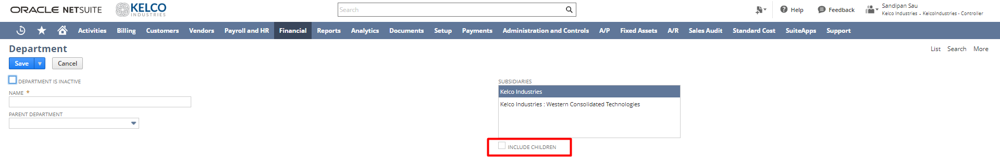 ORACLE NETSUITE
KELCO
INDUSTRIES
Search
Help
Feedback
Sandipan Sau
Kelco Industries - KelcoIndustries - Controller
Activities Billing Customers Vendors Payroll and HR Financial Reports Analytics Documents Setup Payments Administration and Controls A/P Fixed Assets A/R Sales Audit Standard Cost SuiteApps Support
Department
List Search More
Save Cancel
DEPARTMENT IS INACTIVE
NAME *
PARENT DEPARTMENT
SUBSIDIARIES
Kelco Industries
Kelco Industries : Western Consolidated Technologies
INCLUDE CHILDREN